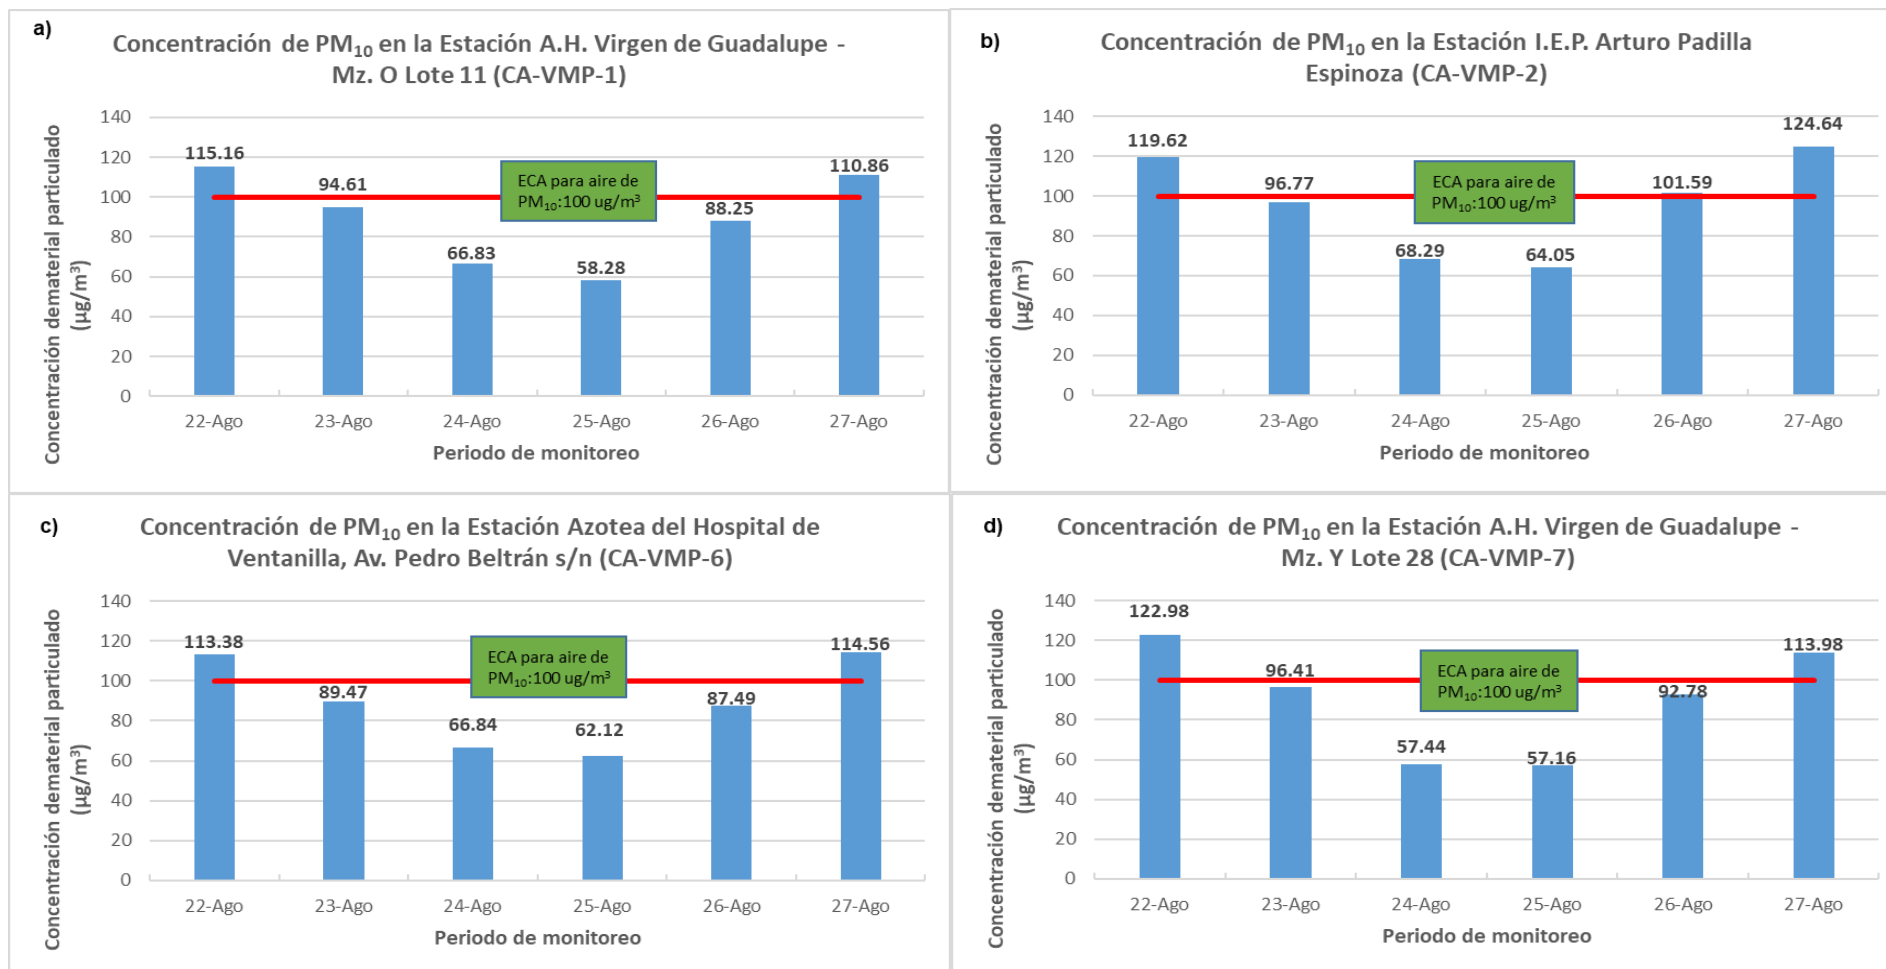 a)
Concentración de PM₁₀ en la Estación A.H. Virgen de Guadalupe -
Mz. O Lote 11 (CA-VMP-1)
Concentración dematerial particulado
(µg/m³)
140
120
100
80
60
40
20
0
115.16
94.61
66.83
58.28
88.25
110.86
ECA para aire de
PM₁₀:100 ug/m³
22-Ago
23-Ago
24-Ago
25-Ago
26-Ago
27-Ago
Periodo de monitoreo
b)
Concentración de PM₁₀ en la Estación I.E.P. Arturo Padilla
Espinoza (CA-VMP-2)
Concentración dematerial particulado
(µg/m³)
140
120
100
80
60
40
20
0
119.62
96.77
68.29
64.05
101.59
124.64
ECA para aire de
PM₁₀:100 ug/m³
22-Ago
23-Ago
24-Ago
25-Ago
26-Ago
27-Ago
Periodo de monitoreo
c)
Concentración de PM₁₀ en la Estación Azotea del Hospital de
Ventanilla, Av. Pedro Beltrán s/n (CA-VMP-6)
Concentración dematerial particulado
(µg/m³)
140
120
100
80
60
40
20
0
113.38
89.47
66.84
62.12
87.49
114.56
ECA para aire de
PM₁₀:100 ug/m³
22-Ago
23-Ago
24-Ago
25-Ago
26-Ago
27-Ago
Periodo de monitoreo
d)
Concentración de PM₁₀ en la Estación A.H. Virgen de Guadalupe -
Mz. Y Lote 28 (CA-VMP-7)
Concentración dematerial particulado
(µg/m³)
140
120
100
80
60
40
20
0
122.98
96.41
57.44
57.16
92.78
113.98
ECA para aire de
PM₁₀:100 ug/m³
22-Ago
23-Ago
24-Ago
25-Ago
26-Ago
27-Ago
Periodo de monitoreo